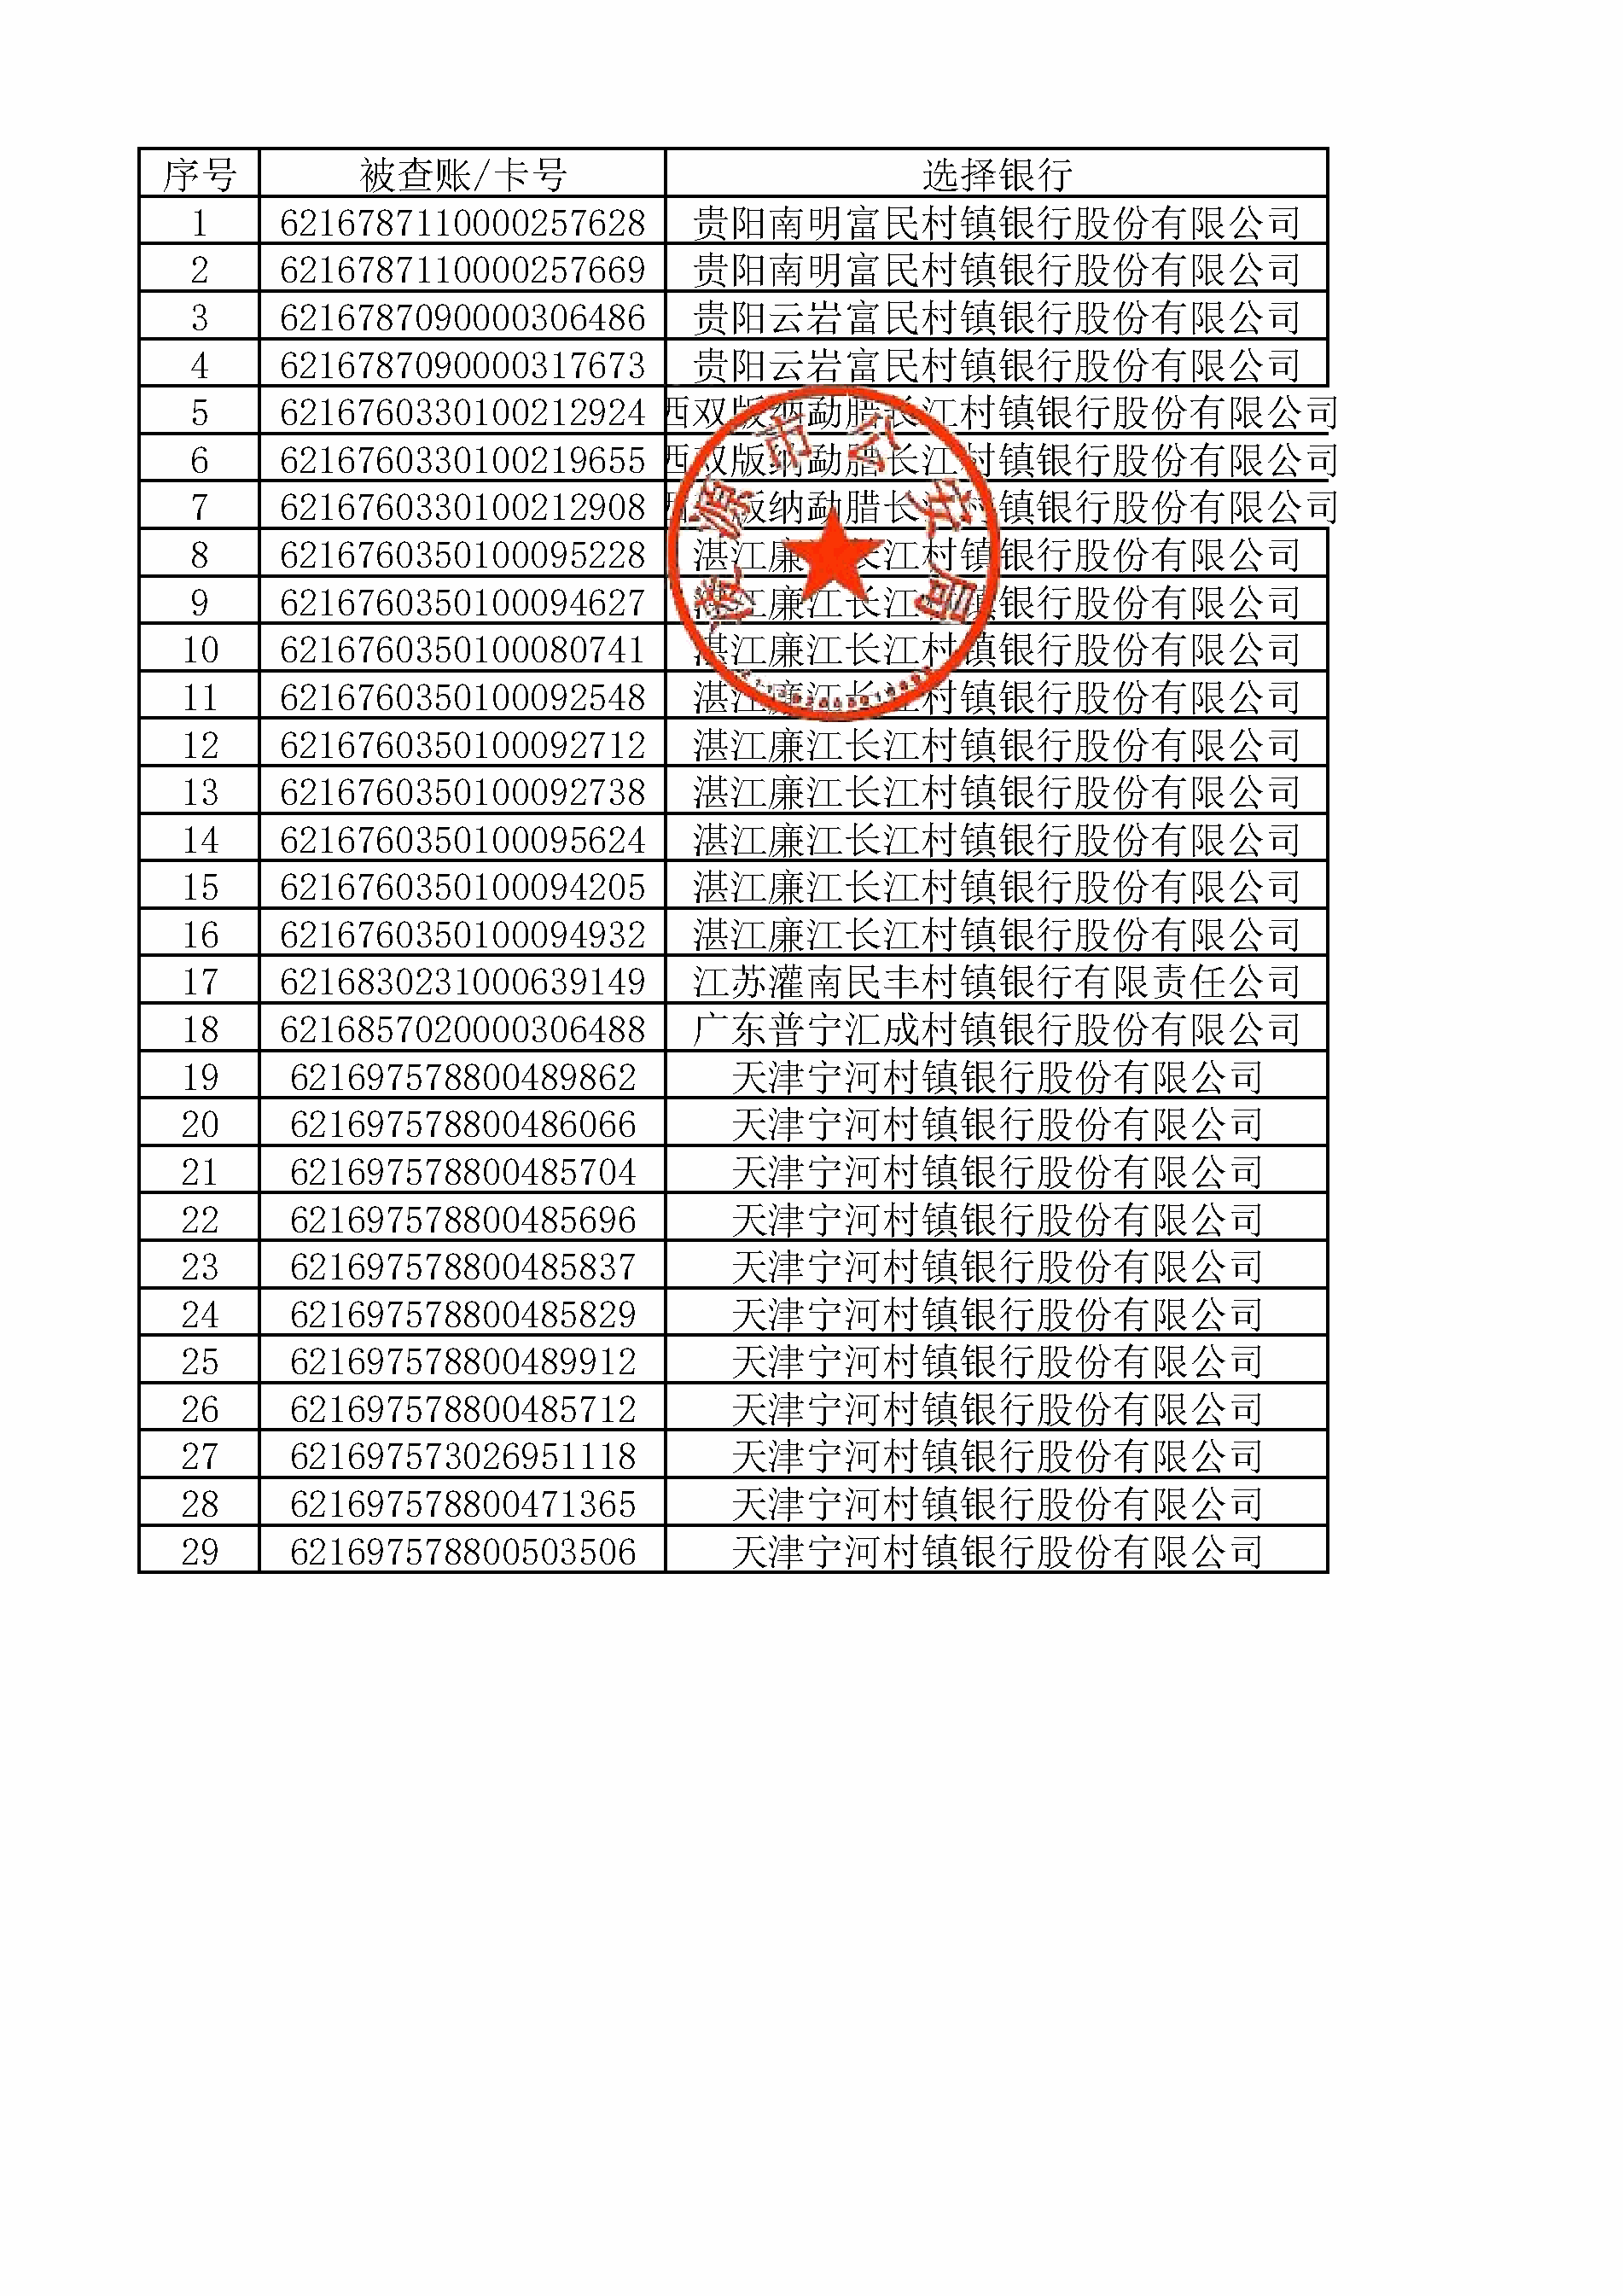 序号 被查账/卡号 选择银行
1 6216787110000257628 贵阳南明富民村镇银行股份有限公司
2 6216787110000257669 贵阳南明富民村镇银行股份有限公司
3 6216787090000306486 贵阳云岩富民村镇银行股份有限公司
4 6216787090000317673 贵阳云岩富民村镇银行股份有限公司
5 6216760330100212924 西双版纳勐腊长江村镇银行股份有限公司
6 6216760330100219655 西双版纳勐腊长江村镇银行股份有限公司
7 6216760330100212908 西双版纳勐腊长江村镇银行股份有限公司
8 6216760350100095228 湛江廉江长江村镇银行股份有限公司
9 6216760350100094627 湛江廉江长江村镇银行股份有限公司
10 6216760350100080741 湛江廉江长江村镇银行股份有限公司
11 6216760350100092548 湛江廉江长江村镇银行股份有限公司
12 6216760350100092712 湛江廉江长江村镇银行股份有限公司
13 6216760350100092738 湛江廉江长江村镇银行股份有限公司
14 6216760350100095624 湛江廉江长江村镇银行股份有限公司
15 6216760350100094205 湛江廉江长江村镇银行股份有限公司
16 6216760350100094932 湛江廉江长江村镇银行股份有限公司
17 6216830231000639149 江苏灌南民丰村镇银行有限责任公司
18 6216857020000306488 广东普宁汇成村镇银行股份有限公司
19 621697578800489862 天津宁河村镇银行股份有限公司
20 621697578800486066 天津宁河村镇银行股份有限公司
21 621697578800485704 天津宁河村镇银行股份有限公司
22 621697578800485696 天津宁河村镇银行股份有限公司
23 621697578800485837 天津宁河村镇银行股份有限公司
24 621697578800485829 天津宁河村镇银行股份有限公司
25 621697578800489912 天津宁河村镇银行股份有限公司
26 621697578800485712 天津宁河村镇银行股份有限公司
27 621697573026951118 天津宁河村镇银行股份有限公司
28 621697578800471365 天津宁河村镇银行股份有限公司
29 621697578800503506 天津宁河村镇银行股份有限公司
凌源市公安局